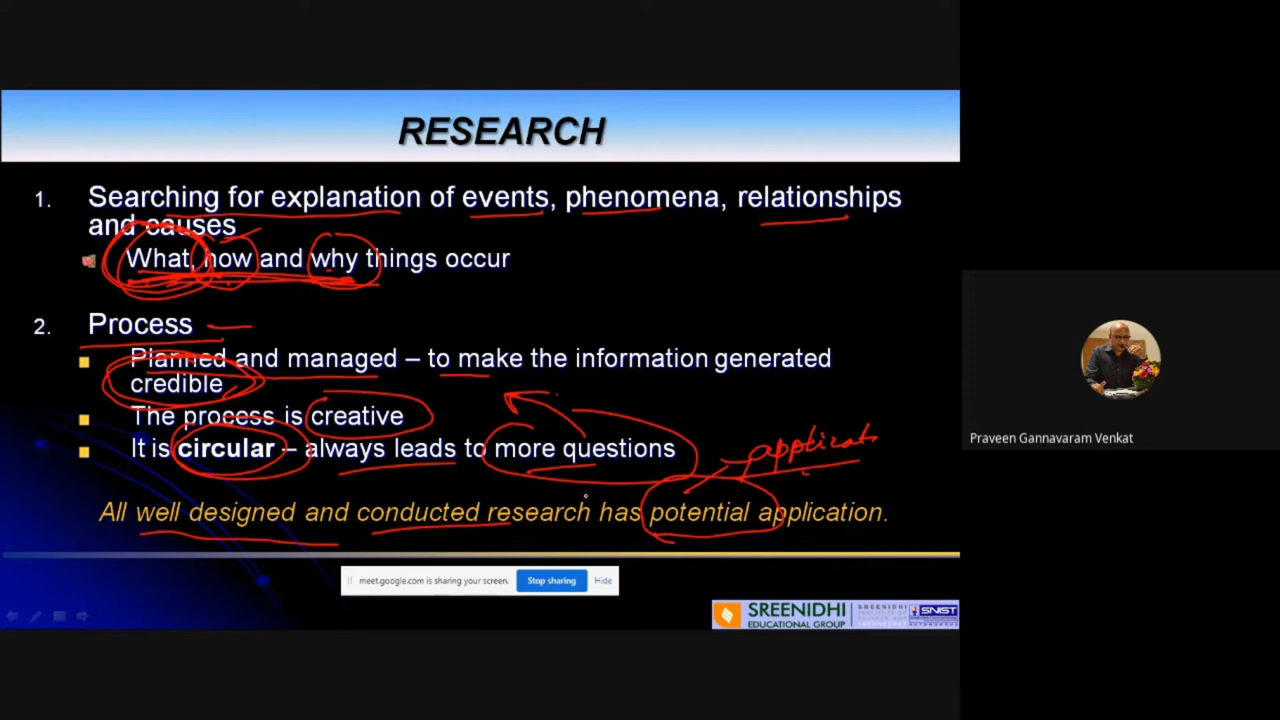 RESEARCH
1. Searching for explanation of events, phenomena, relationships
and causes
What, how and why things occur
2. Process
Planned and managed – to make the information generated
credible
The process is creative
It is circular – always leads to more questions
applicat
All well designed and conducted research has potential application.
meet.google.com is sharing your screen. Stop sharing Hide
SREENIDHI
EDUCATIONAL GROUP
SREENIDHI
SNIST
Praveen Gannavaram Venkat